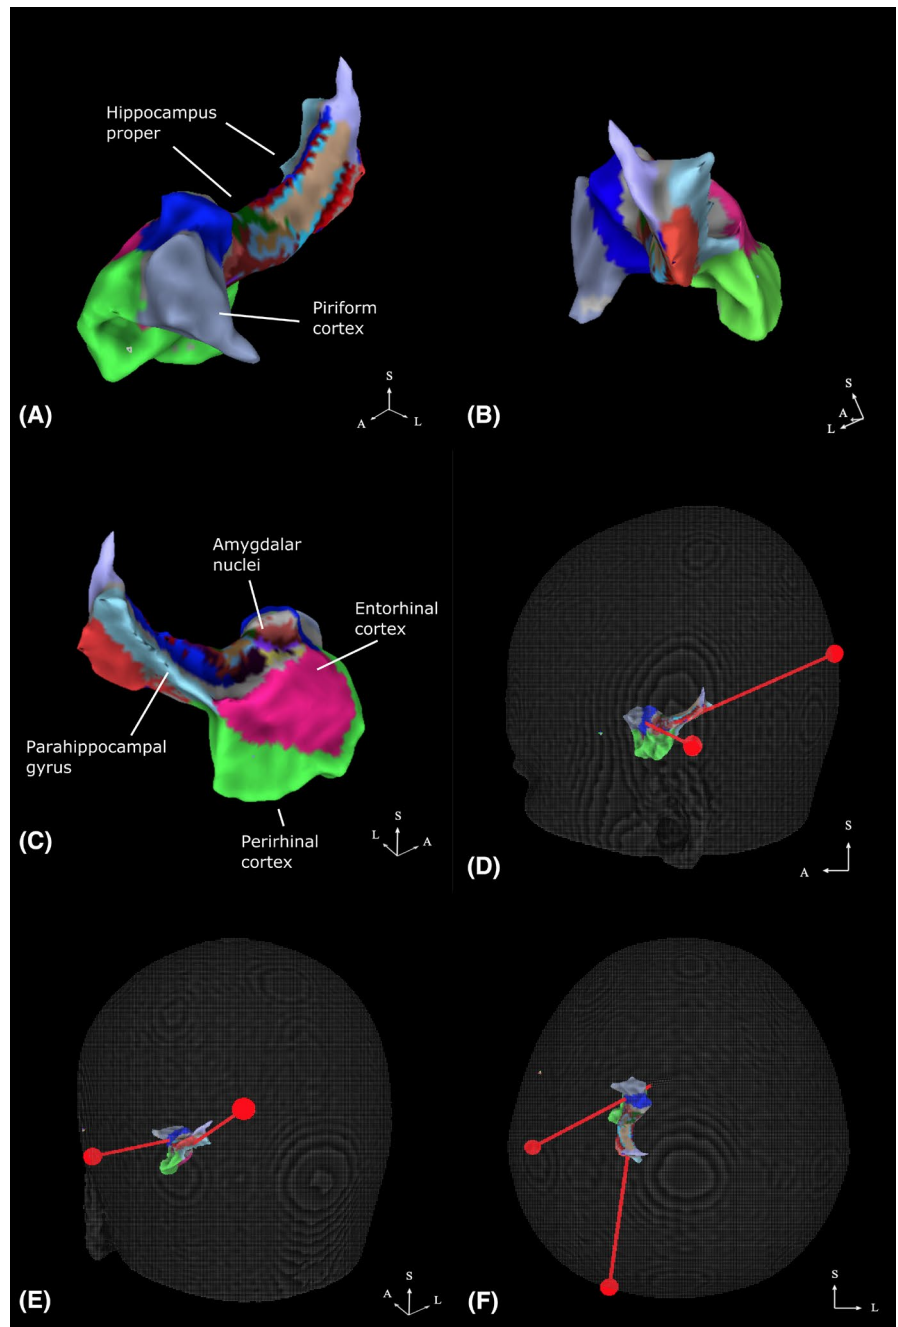 Hippocampus
proper
Piriform
cortex
S
A
L
(A)
S
A
L
(B)
Amygdalar
nuclei
Entorhinal
cortex
Parahippocampal
gyrus
Perirhinal
cortex
S
L
A
(C)
S
A
(D)
S
A
L
(E)
S
L
(F)